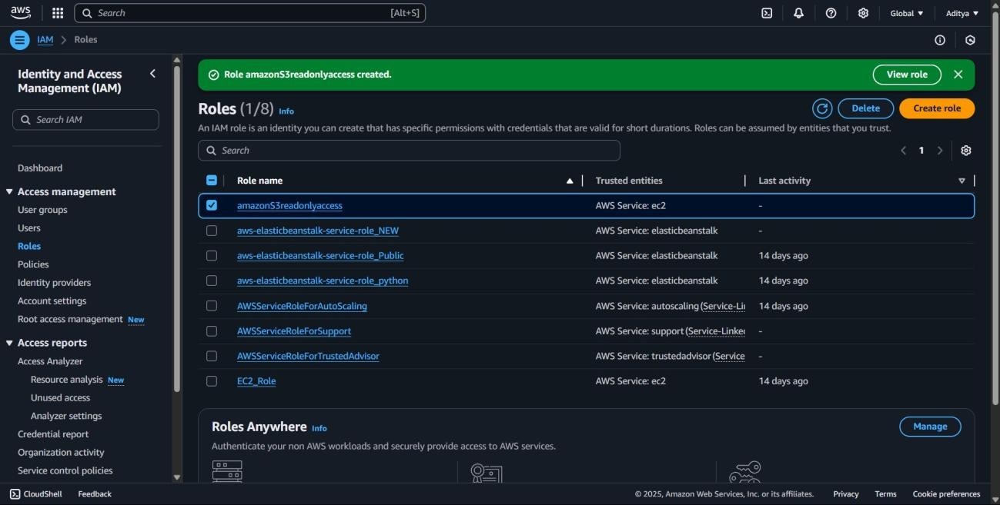 aws
Search [Alt+S]
Global ▼ Aditya ▼
IAM > Roles
Identity and Access Management (IAM)
Search IAM
Dashboard
Access management
User groups
Users
Roles
Policies
Identity providers
Account settings
Root access management New
Access reports
Access Analyzer
Resource analysis New
Unused access
Analyzer settings
Credential report
Organization activity
Service control policies
Role amazonS3readonlyaccess created.
View role
Roles (1/8) Info
Delete
Create role
An IAM role is an identity you can create that has specific permissions with credentials that are valid for short durations. Roles can be assumed by entities that you trust.
Search
1
Role name Trusted entities Last activity
amazonS3readonlyaccess AWS Service: ec2 -
aws-elasticbeanstalk-service-role_NEW AWS Service: elasticbeanstalk -
aws-elasticbeanstalk-service-role_Public AWS Service: elasticbeanstalk 14 days ago
aws-elasticbeanstalk-service-role_python AWS Service: elasticbeanstalk 14 days ago
AWSServiceRoleForAutoScaling AWS Service: autoscaling (Service-Li 14 days ago
AWSServiceRoleForSupport AWS Service: support (Service-Linked -
AWSServiceRoleForTrustedAdvisor AWS Service: trustedadvisor (Service -
EC2_Role AWS Service: ec2 14 days ago
Roles Anywhere Info
Manage
Authenticate your non AWS workloads and securely provide access to AWS services.
CloudShell Feedback © 2025, Amazon Web Services, Inc. or its affiliates. Privacy Terms Cookie preferences